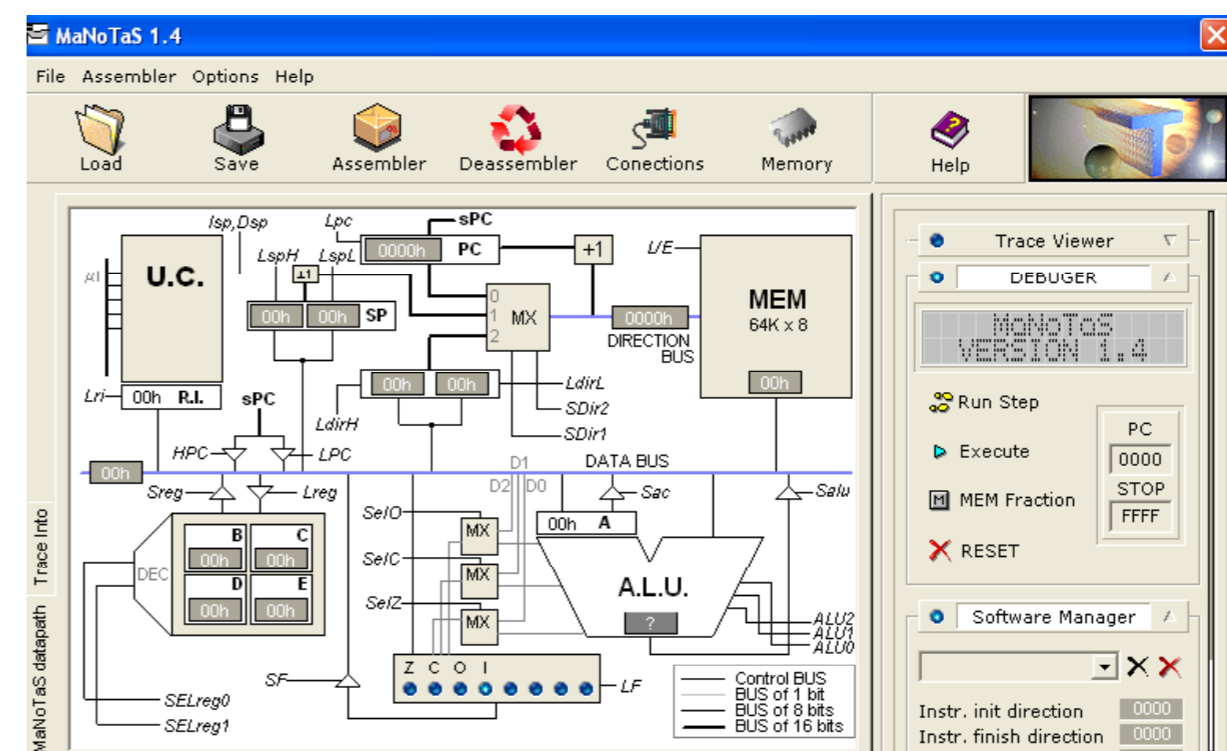 MaNoTaS 1.4
File Assembler Options Help
Load Save Assembler Deassembler Conections Memory Help
Isp,Dsp Lpc sPC
LspH LspL 0000h PC +1 L/E
μI U.C. ±1
00h 00h SP
0 1 2 MX
0000h
DIRECTION
BUS
MEM
64K x 8
00h
Lri 00h R.I. sPC
00h 00h LdirL
LdirH SDir2
SDir1
HPC LPC
00h D1 DATA BUS
D2 D0
Sreg Lreg Sac Salu
SelO MX 00h A
B C
00h 00h
DEC
D E
00h 00h
SelC MX
A.L.U.
?
SelZ MX
ALU2
ALU1
ALU0
Z C O I
SF LF
SELreg0
SELreg1
Control BUS
BUS of 1 bit
BUS of 8 bits
BUS of 16 bits
Trace Into
MaNoTaS datapath
Trace Viewer
DEBUGER
MaNoTaS
VERSION 1.4
Run Step
Execute
M MEM Fraction
RESET
PC
0000
STOP
FFFF
Software Manager
Instr. init direction 0000
Instr. finish direction 0000